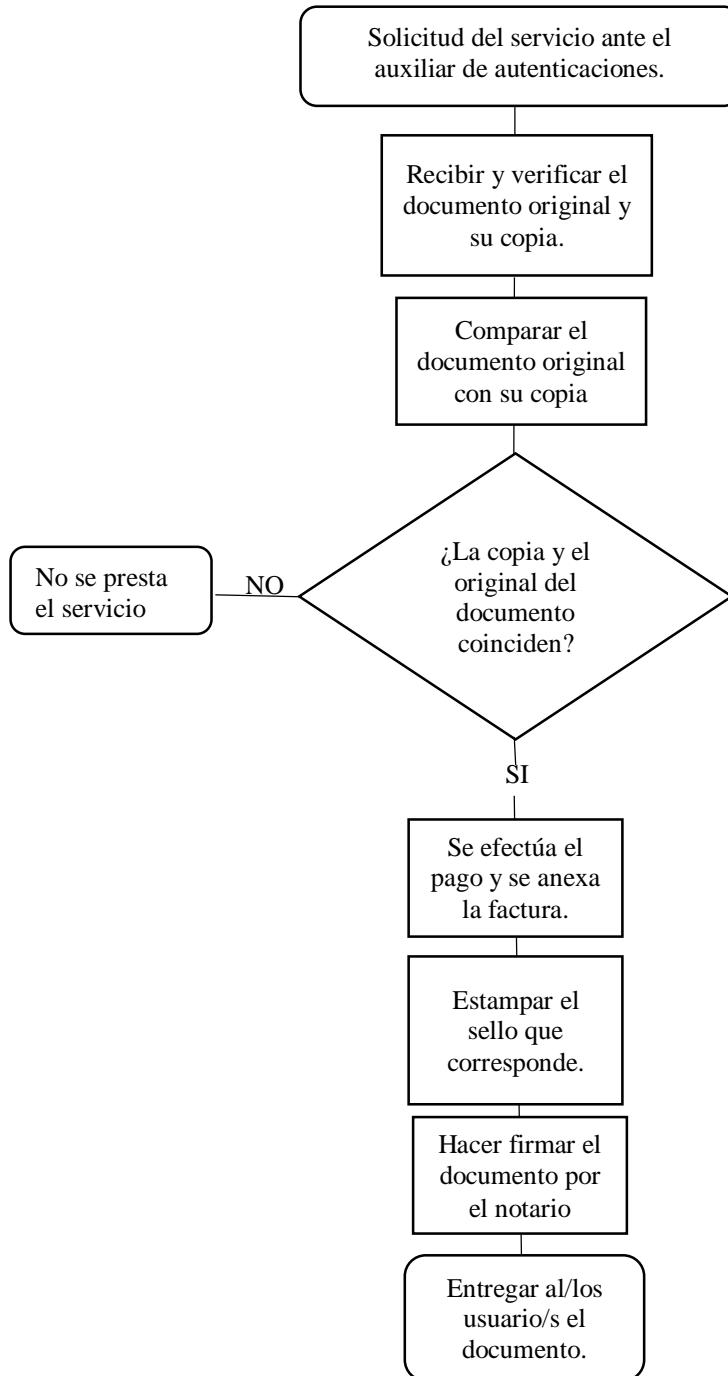 Solicitud del servicio ante el
auxiliar de autenticaciones.
Recibir y verificar el
documento original y
su copia.
Comparar el
documento original
con su copia
¿La copia y el
original del
documento
coinciden?
NO
No se presta
el servicio
SI
Se efectúa el
pago y se anexa
la factura.
Estampar el
sello que
corresponde.
Hacer firmar el
documento por
el notario
Entregar al/los
usuario/s el
documento.